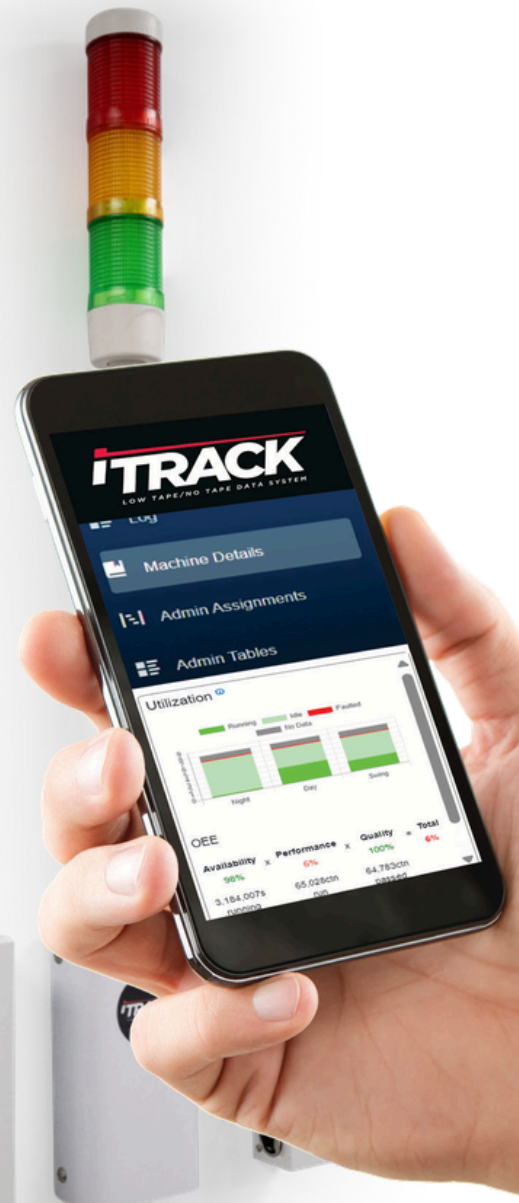 iTRACK
LOW TAPE/NO TAPE DATA SYSTEM
Log
Machine Details
Admin Assignments
Admin Tables
Utilization
Running Idle Faulted
No Data
Night Day Swing
OEE
Availability x Performance x Quality = Total
98% 6% 100% 6%
3,184,007s 65,028ctn 64,783ctn
running run passed